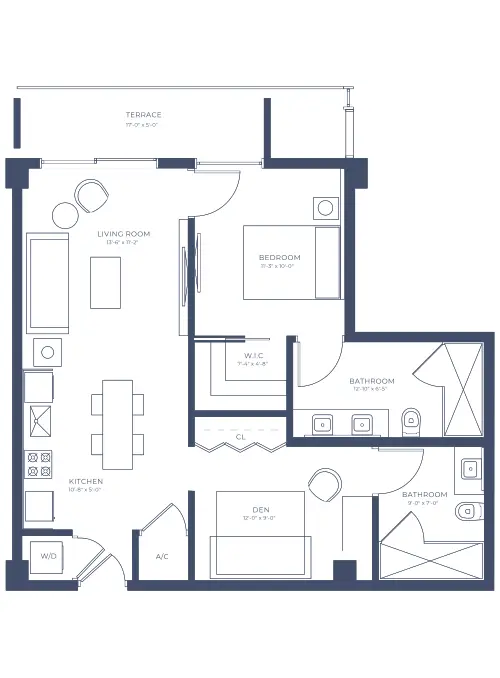 TERRACE
17'-0" x 5'-0"
LIVING ROOM
13'-6" x 11'-2"
BEDROOM
11'-3" x 10'-0"
W.I.C
7'-4" x 4'-8"
BATHROOM
12'-10" x 6'-5"
CL
KITCHEN
10'-8" x 5'-0"
BATHROOM
9'-0" x 7'-0"
DEN
12'-0" x 9'-0"
W/D
A/C